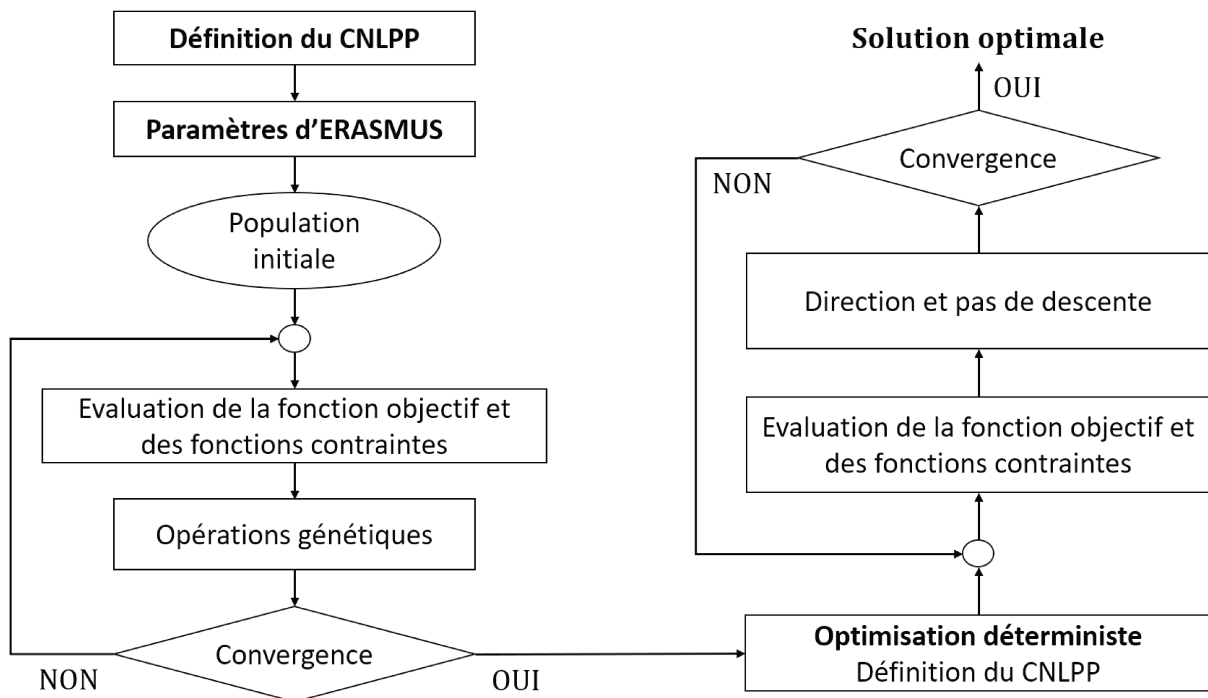 Définition du CNLPP
Paramètres d'ERASMUS
Population
initiale
Evaluation de la fonction objectif et
des fonctions contraintes
Opérations génétiques
Convergence
NON
OUI
Optimisation déterministe
Définition du CNLPP
Evaluation de la fonction objectif et
des fonctions contraintes
Direction et pas de descente
Convergence
NON
OUI
Solution optimale